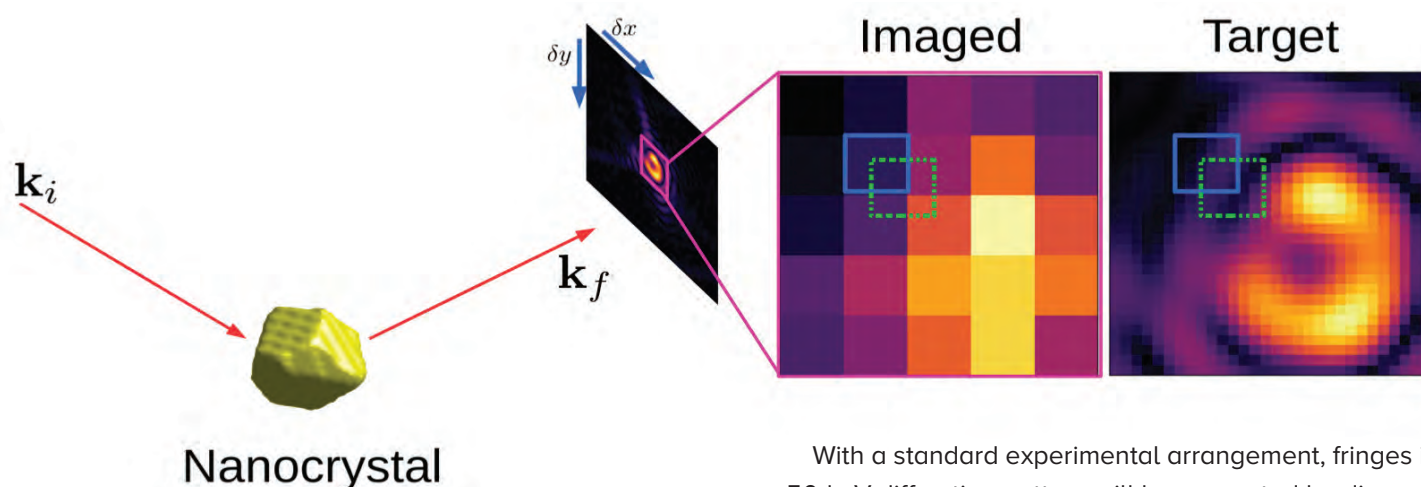 δx
δy
Imaged
Target
k_i
k_f
Nanocrystal
With a standard experimental arrangement, fringes